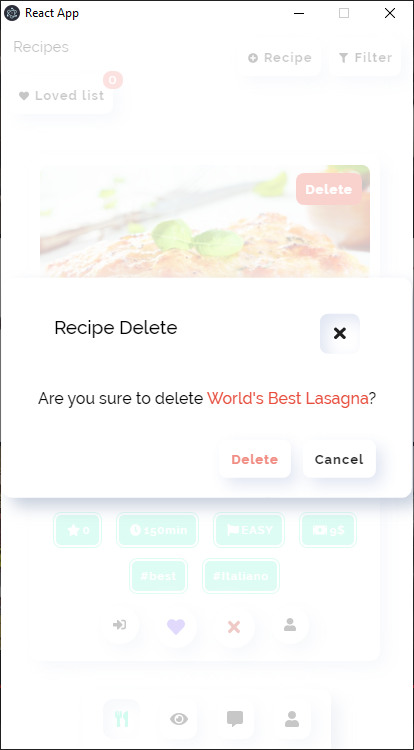 React App
Recipes
Recipe
Filter
Loved list
0
Delete
Recipe Delete
Are you sure to delete World's Best Lasagna?
Delete
Cancel
0
150min
EASY
9$
#best
#Italiano